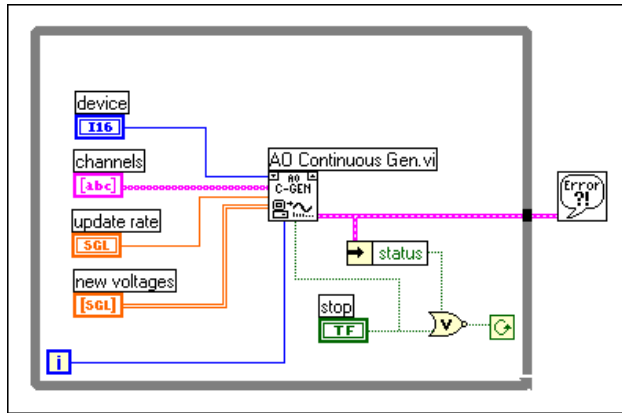 device
I16
channels
[abc]
AO Continuous Gen.vi
AO
C-GEN
update rate
SGL
new voltages
[SGL]
Error
?!
status
stop
TF
V
i